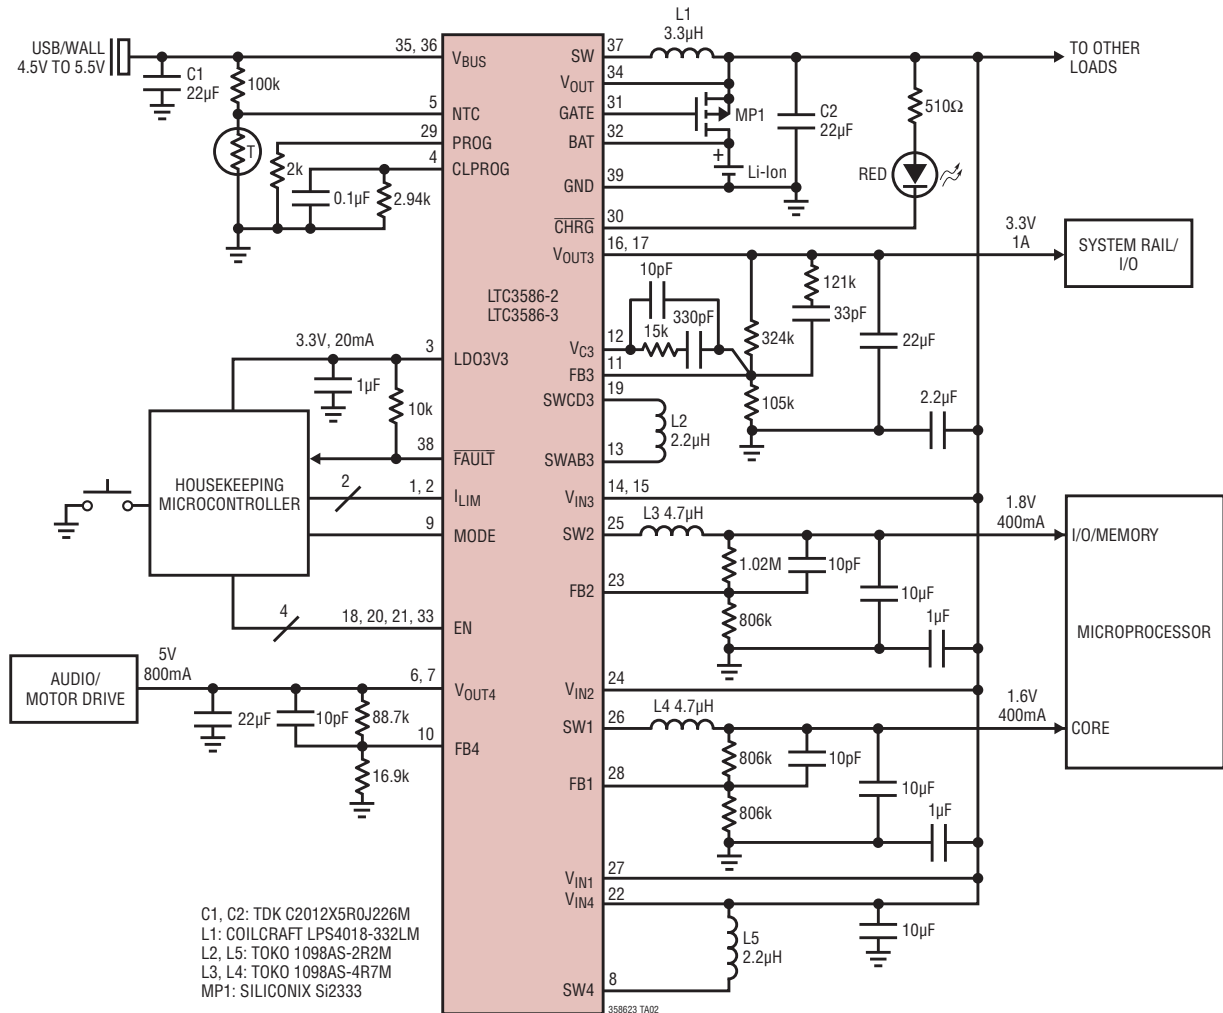 USB/WALL
4.5V TO 5.5V
C1
22µF
100k
T
2k
0.1µF
2.94k
35, 36
5
29
4
VBUS
NTC
PROG
CLPROG
3.3V, 20mA
3
LDO3V3
1µF
10k
38
FAULT
HOUSEKEEPING
MICROCONTROLLER
2
1, 2
ILIM
9
MODE
4
18, 20, 21, 33
EN
AUDIO/
MOTOR DRIVE
5V
800mA
6, 7
VOUT4
22µF
10pF
88.7k
10
FB4
16.9k
LTC3586-2
LTC3586-3
SW
37
L1
3.3µH
VOUT
34
GATE
31
MP1
BAT
32
+
Li-Ion
C2
22µF
GND
39
CHRG
30
510Ω
RED
TO OTHER
LOADS
VOUT3
16, 17
3.3V
1A
SYSTEM RAIL/
I/O
10pF
15k
330pF
121k
33pF
324k
22µF
VC3
12
FB3
11
105k
2.2µF
SWCD3
19
L2
2.2µH
SWAB3
13
VIN3
14, 15
SW2
25
L3 4.7µH
1.8V
400mA
I/O/MEMORY
1.02M
10pF
10µF
FB2
23
806k
1µF
MICROPROCESSOR
VIN2
24
SW1
26
L4 4.7µH
1.6V
400mA
CORE
806k
10pF
10µF
FB1
28
806k
1µF
VIN1
27
VIN4
22
L5
2.2µH
10µF
SW4
8
C1, C2: TDK C2012X5R0J226M
L1: COILCRAFT LPS4018-332LM
L2, L5: TOKO 1098AS-2R2M
L3, L4: TOKO 1098AS-4R7M
MP1: SILICONIX Si2333
358623 TA02